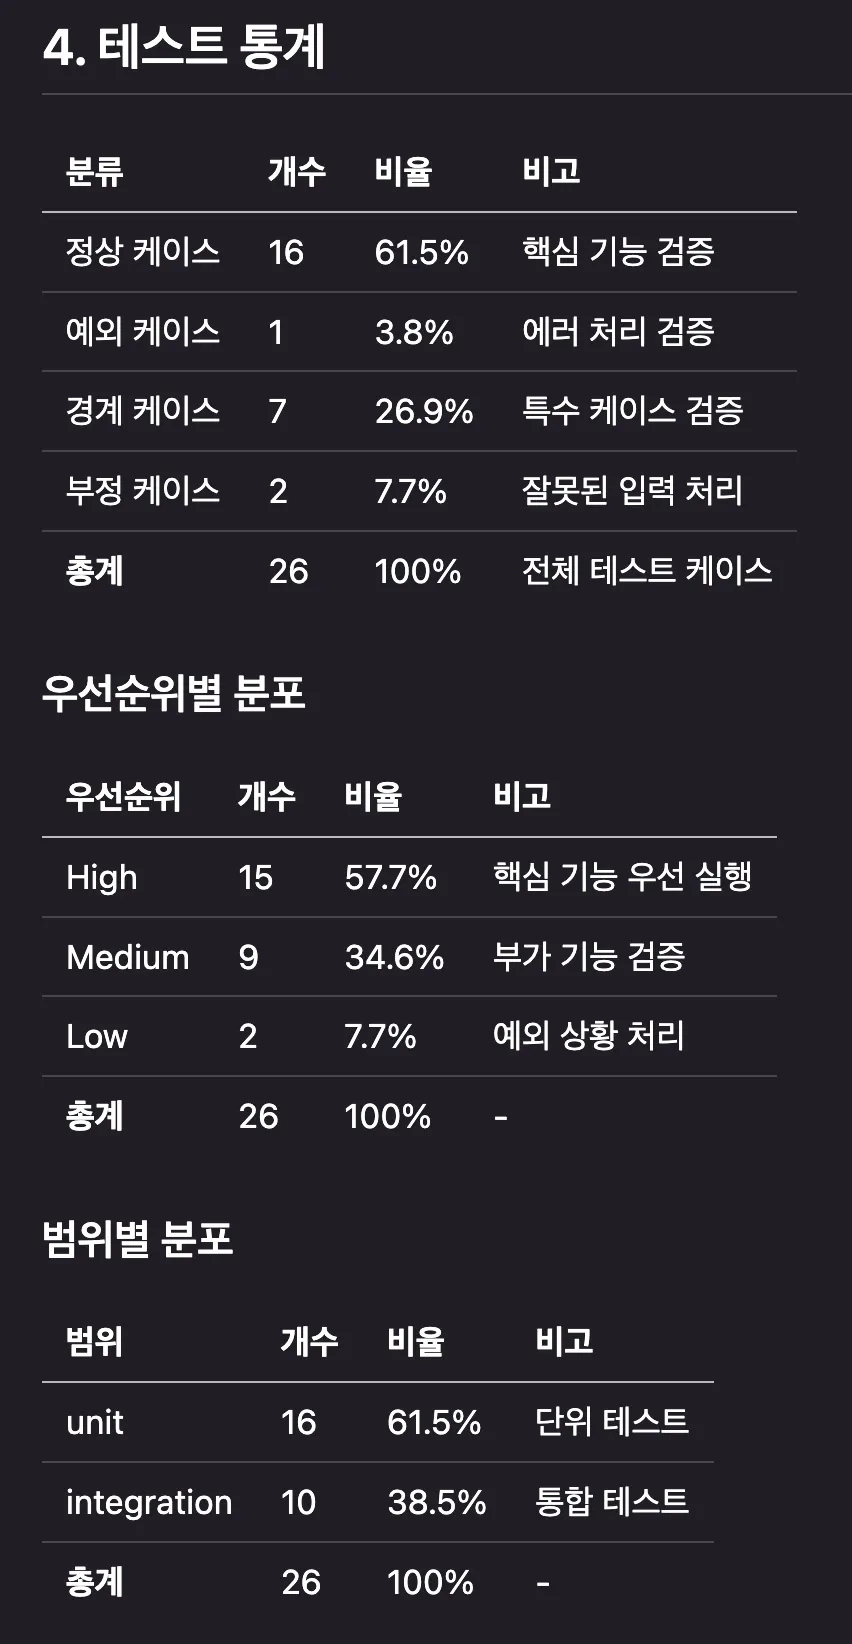 4. 테스트 통계
분류 개수 비율 비고
정상 케이스 16 61.5% 핵심 기능 검증
예외 케이스 1 3.8% 에러 처리 검증
경계 케이스 7 26.9% 특수 케이스 검증
부정 케이스 2 7.7% 잘못된 입력 처리
총계 26 100% 전체 테스트 케이스
우선순위별 분포
우선순위 개수 비율 비고
High 15 57.7% 핵심 기능 우선 실행
Medium 9 34.6% 부가 기능 검증
Low 2 7.7% 예외 상황 처리
총계 26 100% -
범위별 분포
범위 개수 비율 비고
unit 16 61.5% 단위 테스트
integration 10 38.5% 통합 테스트
총계 26 100% -